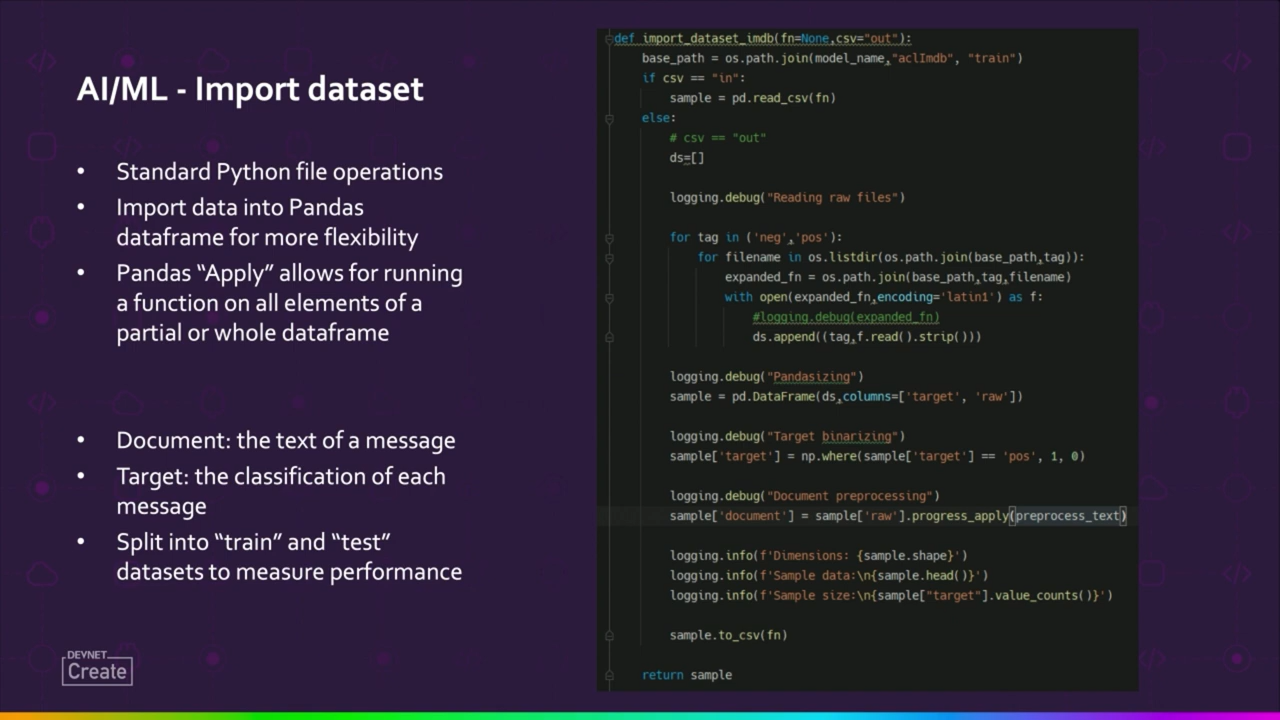 AI/ML - Import dataset
• Standard Python file operations
• Import data into Pandas
dataframe for more flexibility
• Pandas “Apply” allows for running
a function on all elements of a
partial or whole dataframe
• Document: the text of a message
• Target: the classification of each
message
• Split into “train” and “test”
datasets to measure performance
DEVNET
Create
def import_dataset_imdb(fn=None,csv="out"):
    base_path = os.path.join(model_name,"aclImdb", "train")
    if csv == "in":
        sample = pd.read_csv(fn)
    else:
        # csv == "out"
        ds=[]
        logging.debug("Reading raw files")
        for tag in ('neg','pos'):
            for filename in os.listdir(os.path.join(base_path,tag)):
                expanded_fn = os.path.join(base_path,tag,filename)
                with open(expanded_fn,encoding='latin1') as f:
                    #logging.debug(expanded_fn)
                    ds.append((tag,f.read().strip()))
        logging.debug("Pandasizing")
        sample = pd.DataFrame(ds,columns=['target', 'raw'])
        logging.debug("Target binarizing")
        sample['target'] = np.where(sample['target'] == 'pos', 1, 0)
        logging.debug("Document preprocessing")
        sample['document'] = sample['raw'].progress_apply(preprocess_text)
        logging.info(f'Dimensions: {sample.shape}')
        logging.info(f'Sample data:\n{sample.head()}')
        logging.info(f'Sample size:\n{sample["target"].value_counts()}')
        sample.to_csv(fn)
    return sample